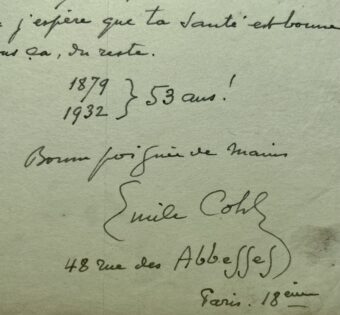 j'espère que ta santé est bonne
ça, du reste.
1879
1932 } 53 ans!
Bonne poignée de mains
Emile Cohl
48 rue des Abbesses
Paris. 18ème